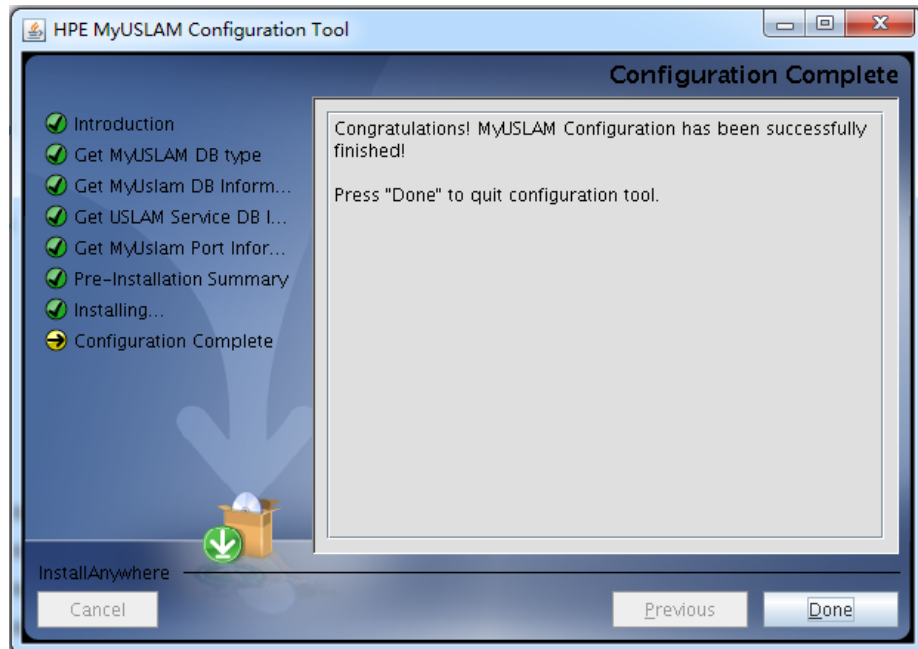 HPE MyUSLAM Configuration Tool
Configuration Complete
Introduction
Get MyUSLAM DB type
Get MyUslam DB Inform...
Get USLAM Service DB I...
Get MyUslam Port Infor...
Pre-Installation Summary
Installing...
Configuration Complete
Congratulations! MyUSLAM Configuration has been successfully
finished!
Press "Done" to quit configuration tool.
InstallAnywhere
Cancel
Previous
Done